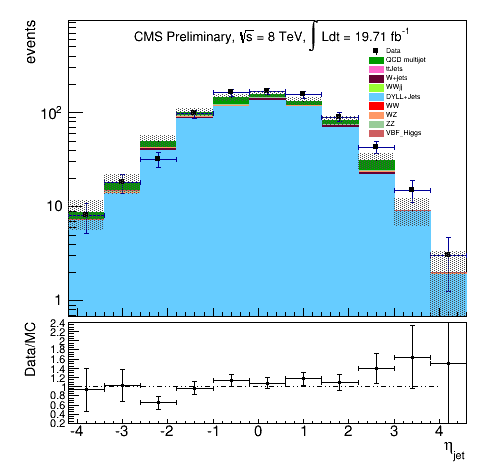 CMS Preliminary, √s = 8 TeV, ∫ Ldt = 19.71 fb⁻¹
events
Data
QCD multijet
ttJets
W+jets
WWjj
DYLL+Jets
WW
WZ
ZZ
VBF_Higgs
10²
10
1
Data/MC
2.4
2.2
2
1.8
1.6
1.4
1.2
1
0.8
0.6
0.4
0.2
-4 -3 -2 -1 0 1 2 3 4
η_jet